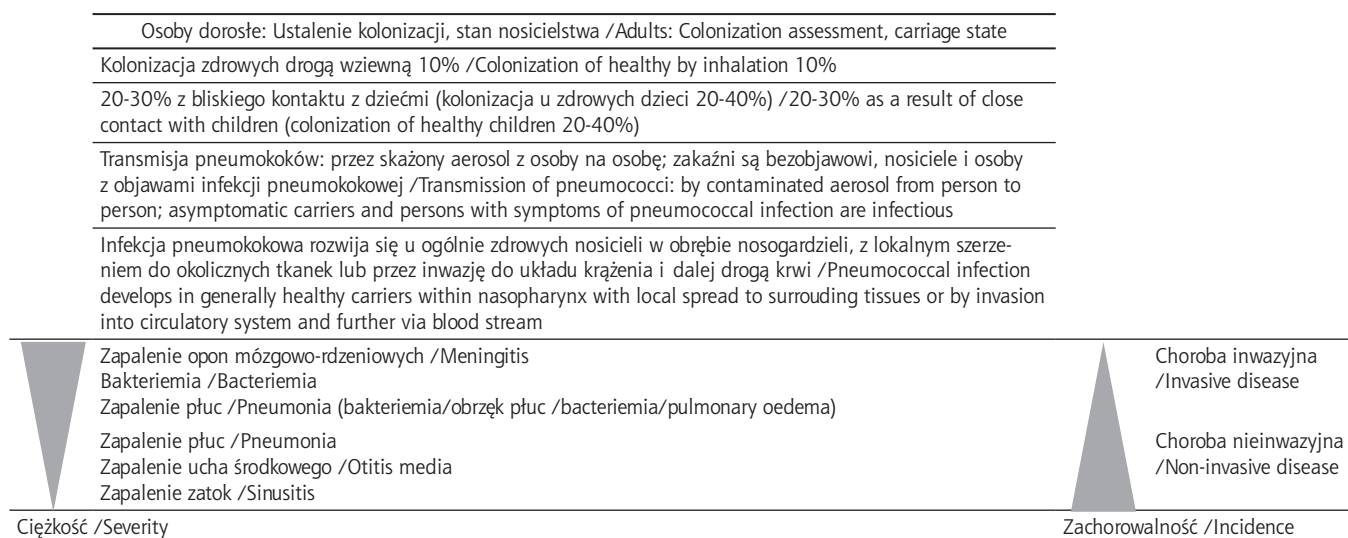 Osoby dorosłe: Ustalenie kolonizacji, stan nosicielstwa /Adults: Colonization assessment, carriage state
Kolonizacja zdrowych drogą wziewną 10% /Colonization of healthy by inhalation 10%
20-30% z bliskiego kontaktu z dziećmi (kolonizacja u zdrowych dzieci 20-40%) /20-30% as a result of close
contact with children (colonization of healthy children 20-40%)
Transmisja pneumokoków: przez skażony aerosol z osoby na osobę; zakaźni są bezobjawowi, nosiciele i osoby
z objawami infekcji pneumokokowej /Transmission of pneumococci: by contaminated aerosol from person to
person; asymptomatic carriers and persons with symptoms of pneumococcal infection are infectious
Infekcja pneumokokowa rozwija się u ogólnie zdrowych nosicieli w obrębie nosogardzieli, z lokalnym szerze-
niem do okolicznych tkanek lub przez inwazję do układu krążenia i dalej drogą krwi /Pneumococcal infection
develops in generally healthy carriers within nasopharynx with local spread to surrouding tissues or by invasion
into circulatory system and further via blood stream
Zapalenie opon mózgowo-rdzeniowych /Meningitis
Bakteriemia /Bacteriemia
Zapalenie płuc /Pneumonia (bakteriemia/obrzęk płuc /bacteriemia/pulmonary oedema)
Choroba inwazyjna
/Invasive disease
Zapalenie płuc /Pneumonia
Zapalenie ucha środkowego /Otitis media
Zapalenie zatok /Sinusitis
Choroba nieinwazyjna
/Non-invasive disease
Ciężkość /Severity
Zachorowalność /Incidence